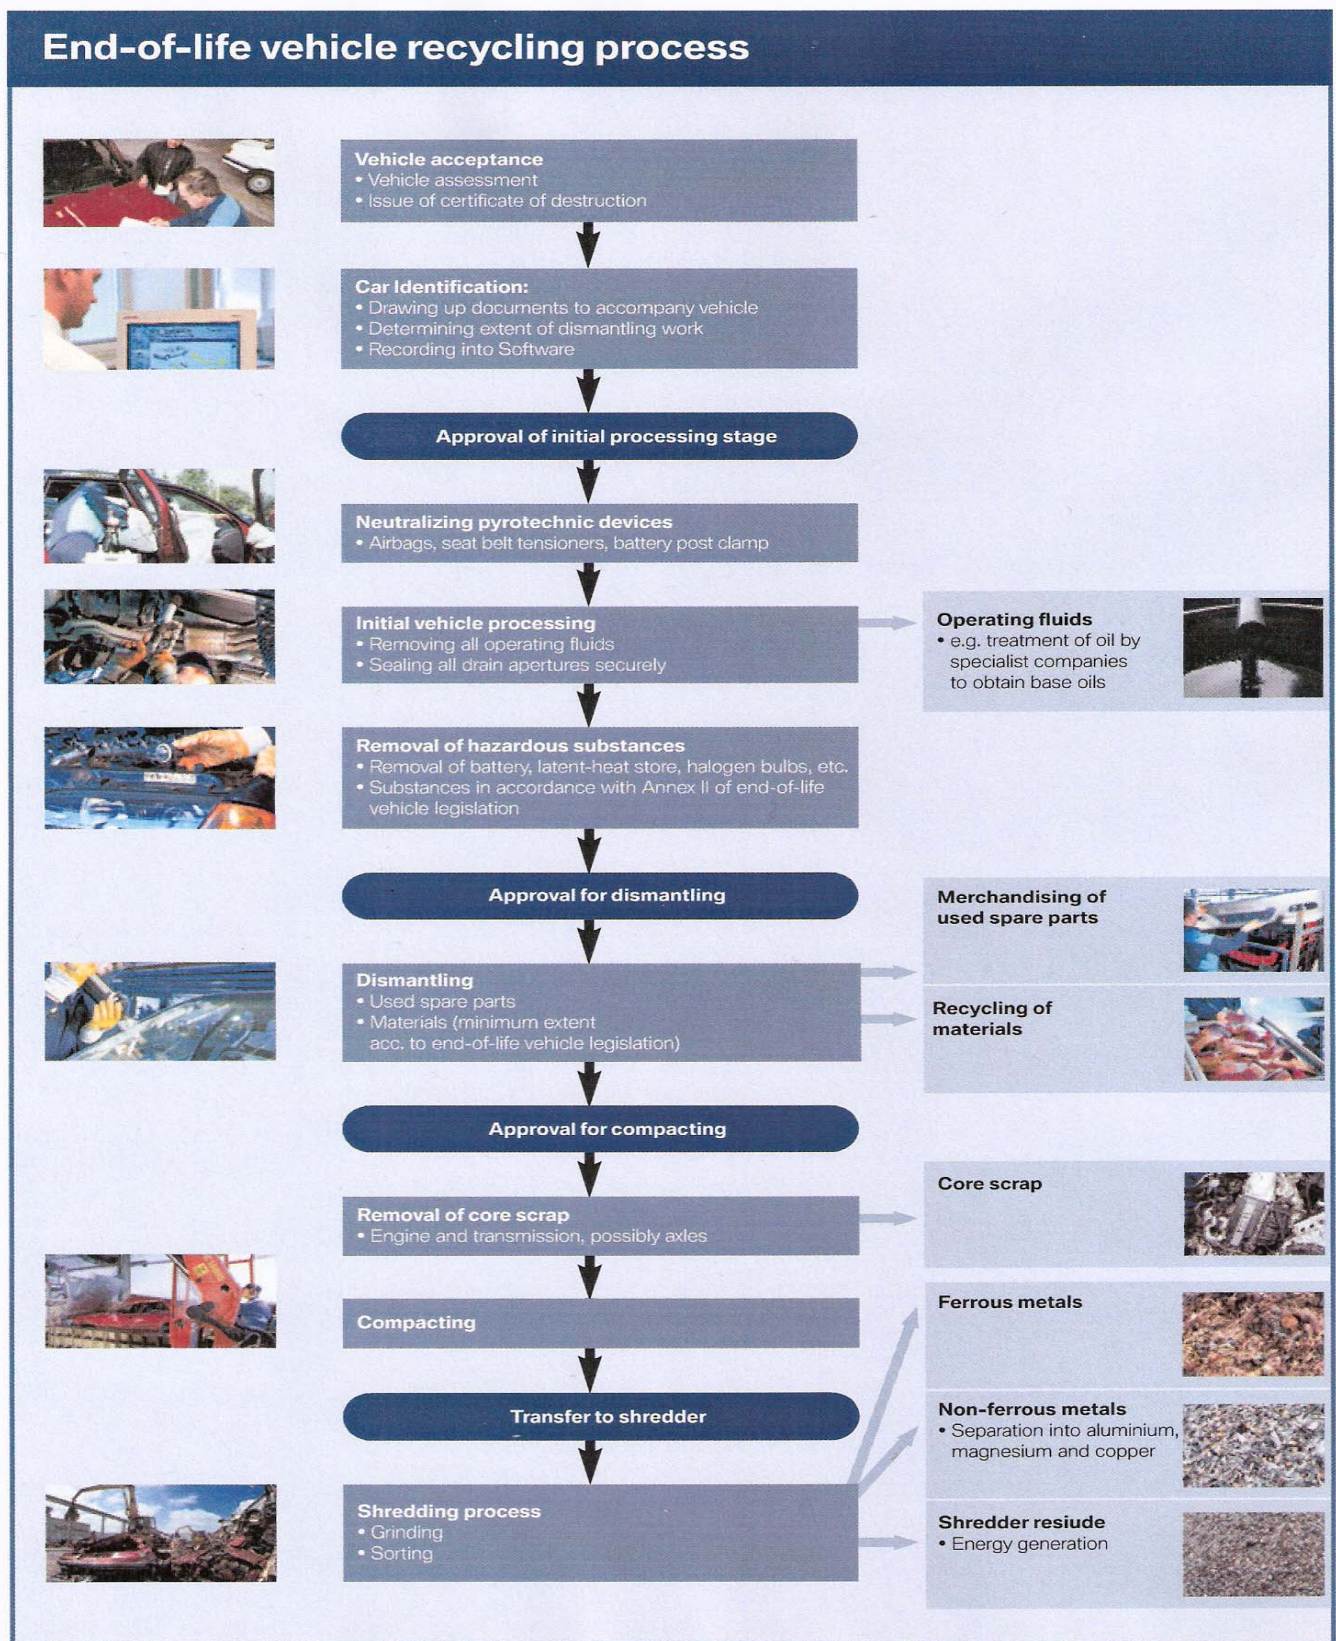 End-of-life vehicle recycling process
Vehicle acceptance
• Vehicle assessment
• Issue of certificate of destruction
Car Identification:
• Drawing up documents to accompany vehicle
• Determining extent of dismantling work
• Recording into Software
Approval of initial processing stage
Neutralizing pyrotechnic devices
• Airbags, seat belt tensioners, battery post clamp
Initial vehicle processing
• Removing all operating fluids
• Sealing all drain apertures securely
Operating fluids
• e.g. treatment of oil by
specialist companies
to obtain base oils
Removal of hazardous substances
• Removal of battery, latent-heat store, halogen bulbs, etc.
• Substances in accordance with Annex II of end-of-life
vehicle legislation
Approval for dismantling
Merchandising of
used spare parts
Dismantling
• Used spare parts
• Materials (minimum extent
acc. to end-of-life vehicle legislation)
Recycling of
materials
Approval for compacting
Removal of core scrap
• Engine and transmission, possibly axles
Core scrap
Compacting
Ferrous metals
Transfer to shredder
Non-ferrous metals
• Separation into aluminium,
magnesium and copper
Shredding process
• Grinding
• Sorting
Shredder resiude
• Energy generation